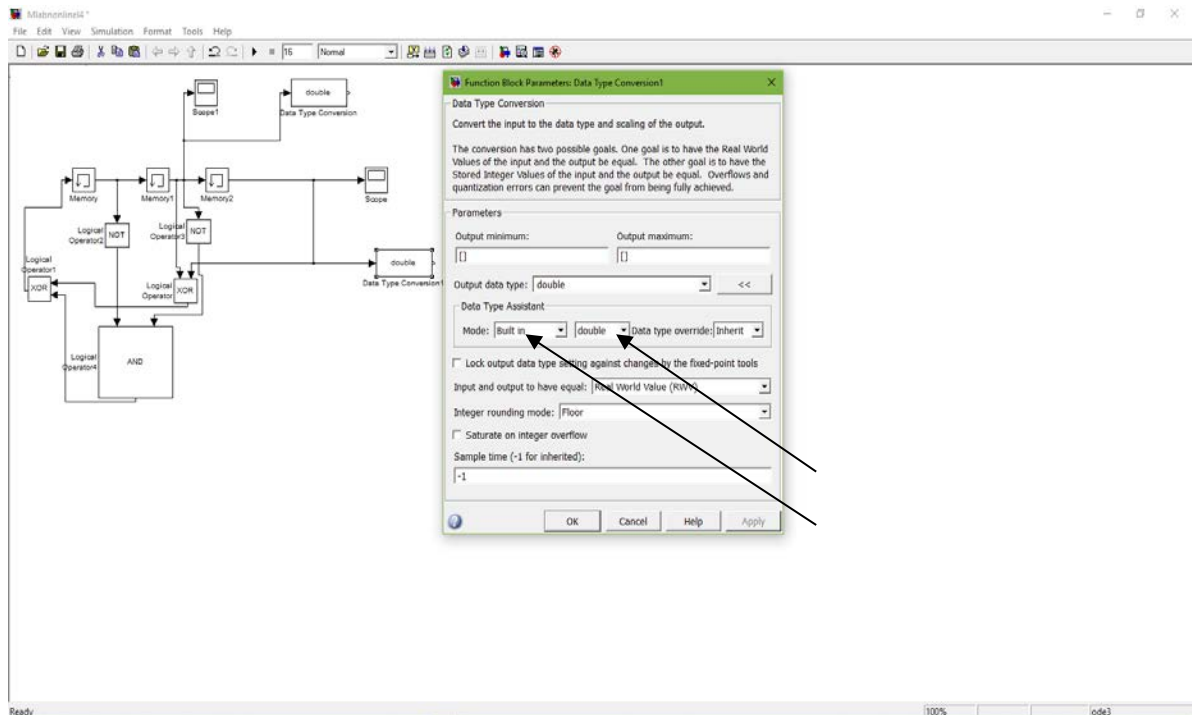 Mlabnonlinel4 *
File Edit View Simulation Format Tools Help
16 Normal
Scope1
double
Data Type Conversion
Memory
Memory1
Memory2
Scope
Logical
Operator2
NOT
Logical
Operator3
NOT
double
Data Type Conversion1
Logical
Operator1
XOR
Logical
Operator
XOR
Logical
Operator4
AND
Function Block Parameters: Data Type Conversion1
Data Type Conversion
Convert the input to the data type and scaling of the output.
The conversion has two possible goals. One goal is to have the Real World
Values of the input and the output be equal. The other goal is to have the
Stored Integer Values of the input and the output be equal. Overflows and
quantization errors can prevent the goal from being fully achieved.
Parameters
Output minimum: Output maximum:
[] []
Output data type: double <<
Data Type Assistant
Mode: Built in double Data type override: Inherit
Lock output data type setting against changes by the fixed-point tools
Input and output to have equal: Real World Value (RWV)
Integer rounding mode: Floor
Saturate on integer overflow
Sample time (-1 for inherited):
-1
OK Cancel Help Apply
Ready 100% ode3